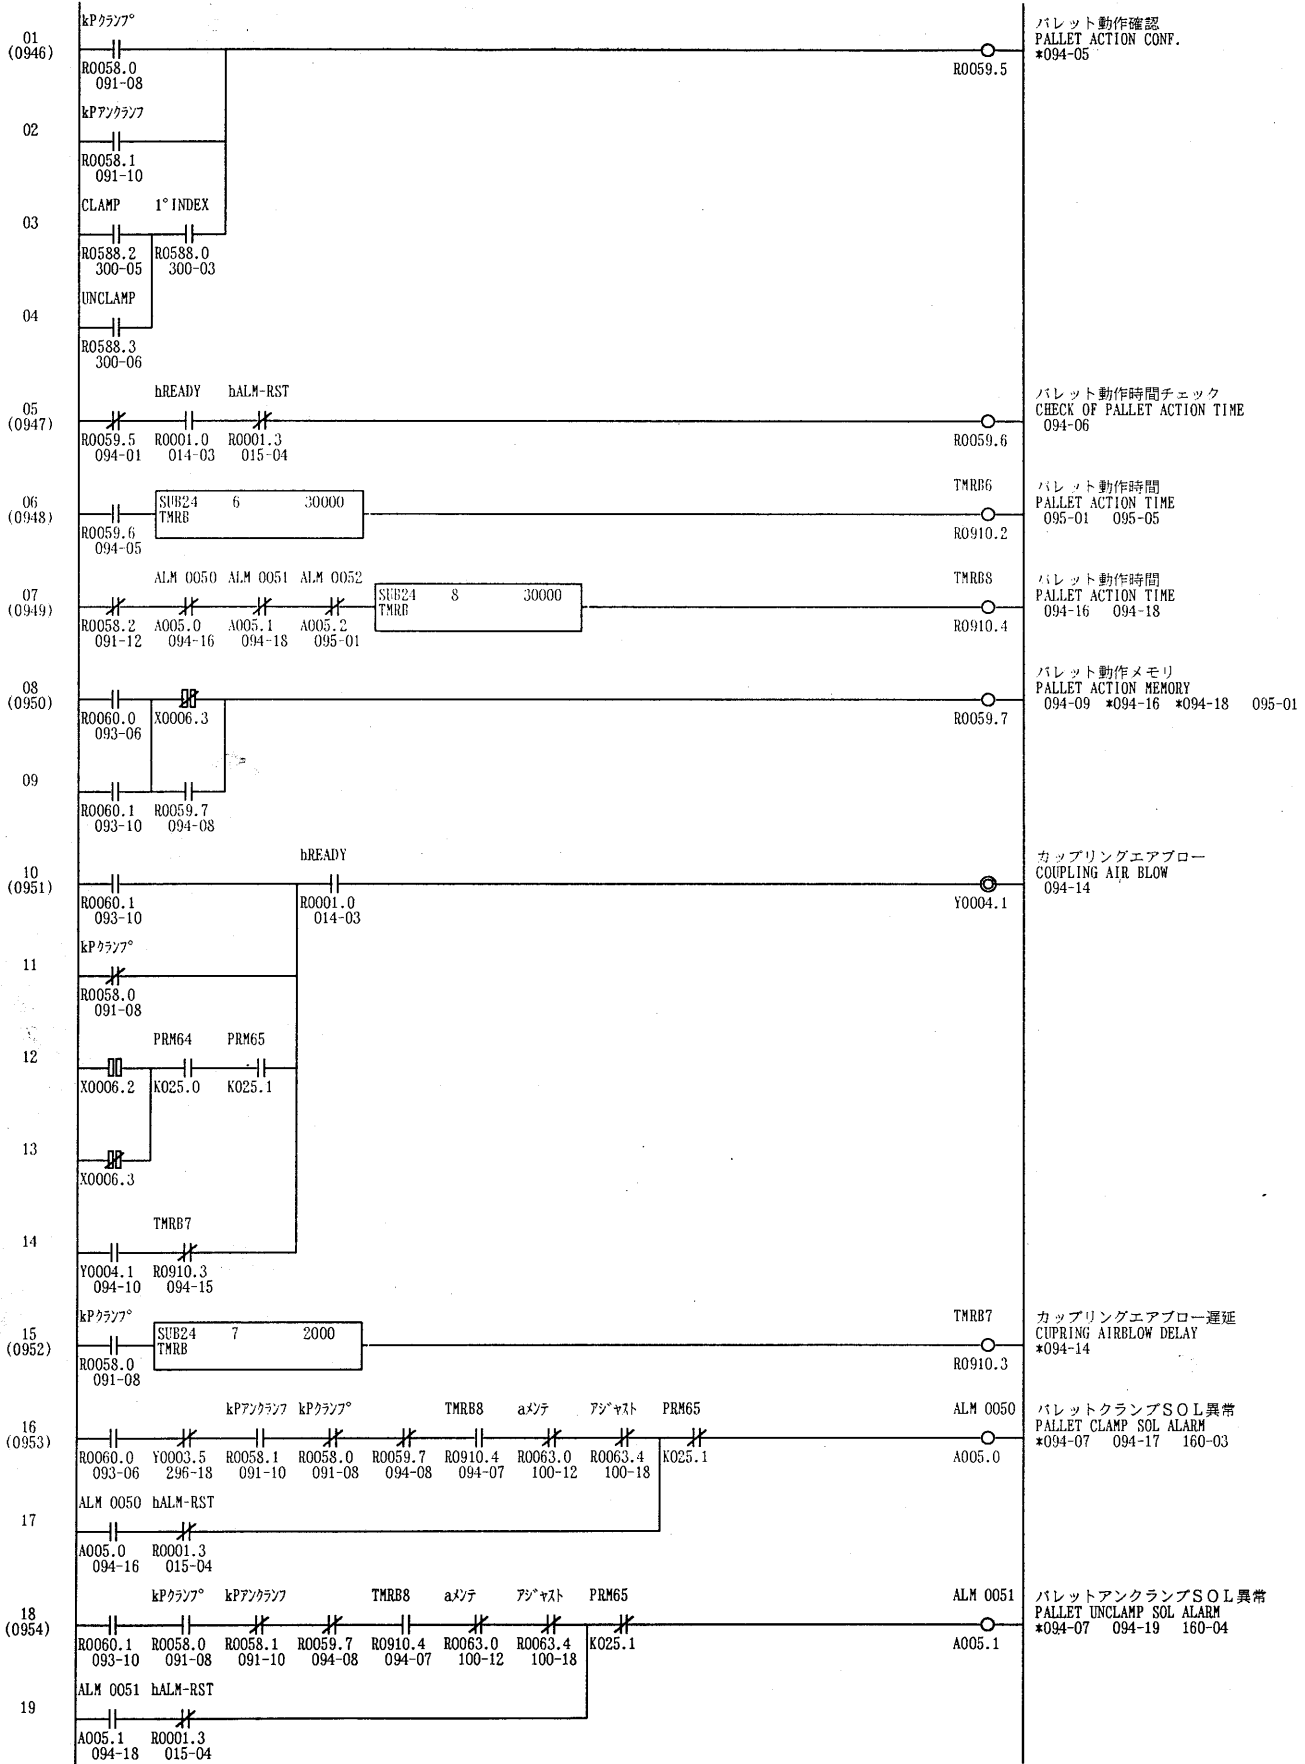 kPクランプ
01
(0946)
R0058.0
091-08
R0059.5
パレット動作確認
PALLET ACTION CONF.
*094-05
kPアンクランプ
02
R0058.1
091-10
CLAMP 1°INDEX
03
R0588.2 R0588.0
300-05 300-03
UNCLAMP
04
R0588.3
300-06
hREADY hALM-RST
05
(0947)
R0059.5 R0001.0 R0001.3
094-01 014-03 015-04
R0059.6
パレット動作時間チェック
CHECK OF PALLET ACTION TIME
094-06
06
(0948)
R0059.6
094-05
SUB24 6 30000
TMRB
TMRB6
R0910.2
パレット動作時間
PALLET ACTION TIME
095-01 095-05
ALM 0050 ALM 0051 ALM 0052
07
(0949)
R0058.2 A005.0 A005.1 A005.2
091-12 094-16 094-18 095-01
SUB24 8 30000
TMRB
TMRB8
R0910.4
パレット動作時間
PALLET ACTION TIME
094-16 094-18
08
(0950)
R0060.0 X0006.3
093-06
R0059.7
パレット動作メモリ
PALLET ACTION MEMORY
094-09 *094-16 *094-18 095-01
09
R0060.1 R0059.7
093-10 094-08
hREADY
10
(0951)
R0060.1 R0001.0
093-10 014-03
Y0004.1
カップリングエアブロー
COUPLING AIR BLOW
094-14
kPクランプ
11
R0058.0
091-08
PRM64 PRM65
12
X0006.2 K025.0 K025.1
13
X0006.3
TMRB7
14
Y0004.1 R0910.3
094-10 094-15
kPクランプ
15
(0952)
R0058.0
091-08
SUB24 7 2000
TMRB
TMRB7
R0910.3
カップリングエアブロー遅延
CUPRING AIRBLOW DELAY
*094-14
kPアンクランプ kPクランプ TMRB8 aメンテ アジャスト PRM65
16
(0953)
R0060.0 Y0003.5 R0058.1 R0058.0 R0059.7 R0910.4 R0063.0 R0063.4 K025.1
093-06 296-18 091-10 091-08 094-08 094-07 100-12 100-18
ALM 0050
A005.0
パレットクランプSOL異常
PALLET CLAMP SOL ALARM
*094-07 094-17 160-03
ALM 0050 hALM-RST
17
A005.0 R0001.3
094-16 015-04
kPクランプ kPアンクランプ TMRB8 aメンテ アジャスト PRM65
18
(0954)
R0060.1 R0058.0 R0058.1 R0059.7 R0910.4 R0063.0 R0063.4 K025.1
093-10 091-08 091-10 094-08 094-07 100-12 100-18
ALM 0051
A005.1
パレットアンクランプSOL異常
PALLET UNCLAMP SOL ALARM
*094-07 094-19 160-04
ALM 0051 hALM-RST
19
A005.1 R0001.3
094-18 015-04